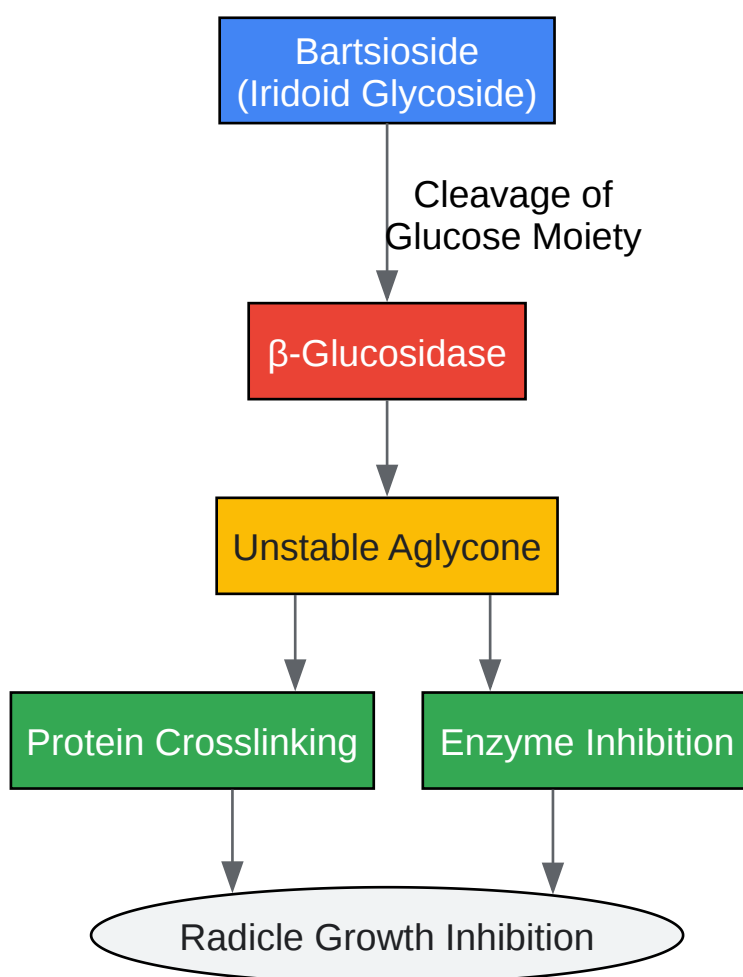 Bartsioside
(Iridoid Glycoside)
Cleavage of
Glucose Moiety
β-Glucosidase
Unstable Aglycone
Protein Crosslinking
Enzyme Inhibition
Radicle Growth Inhibition